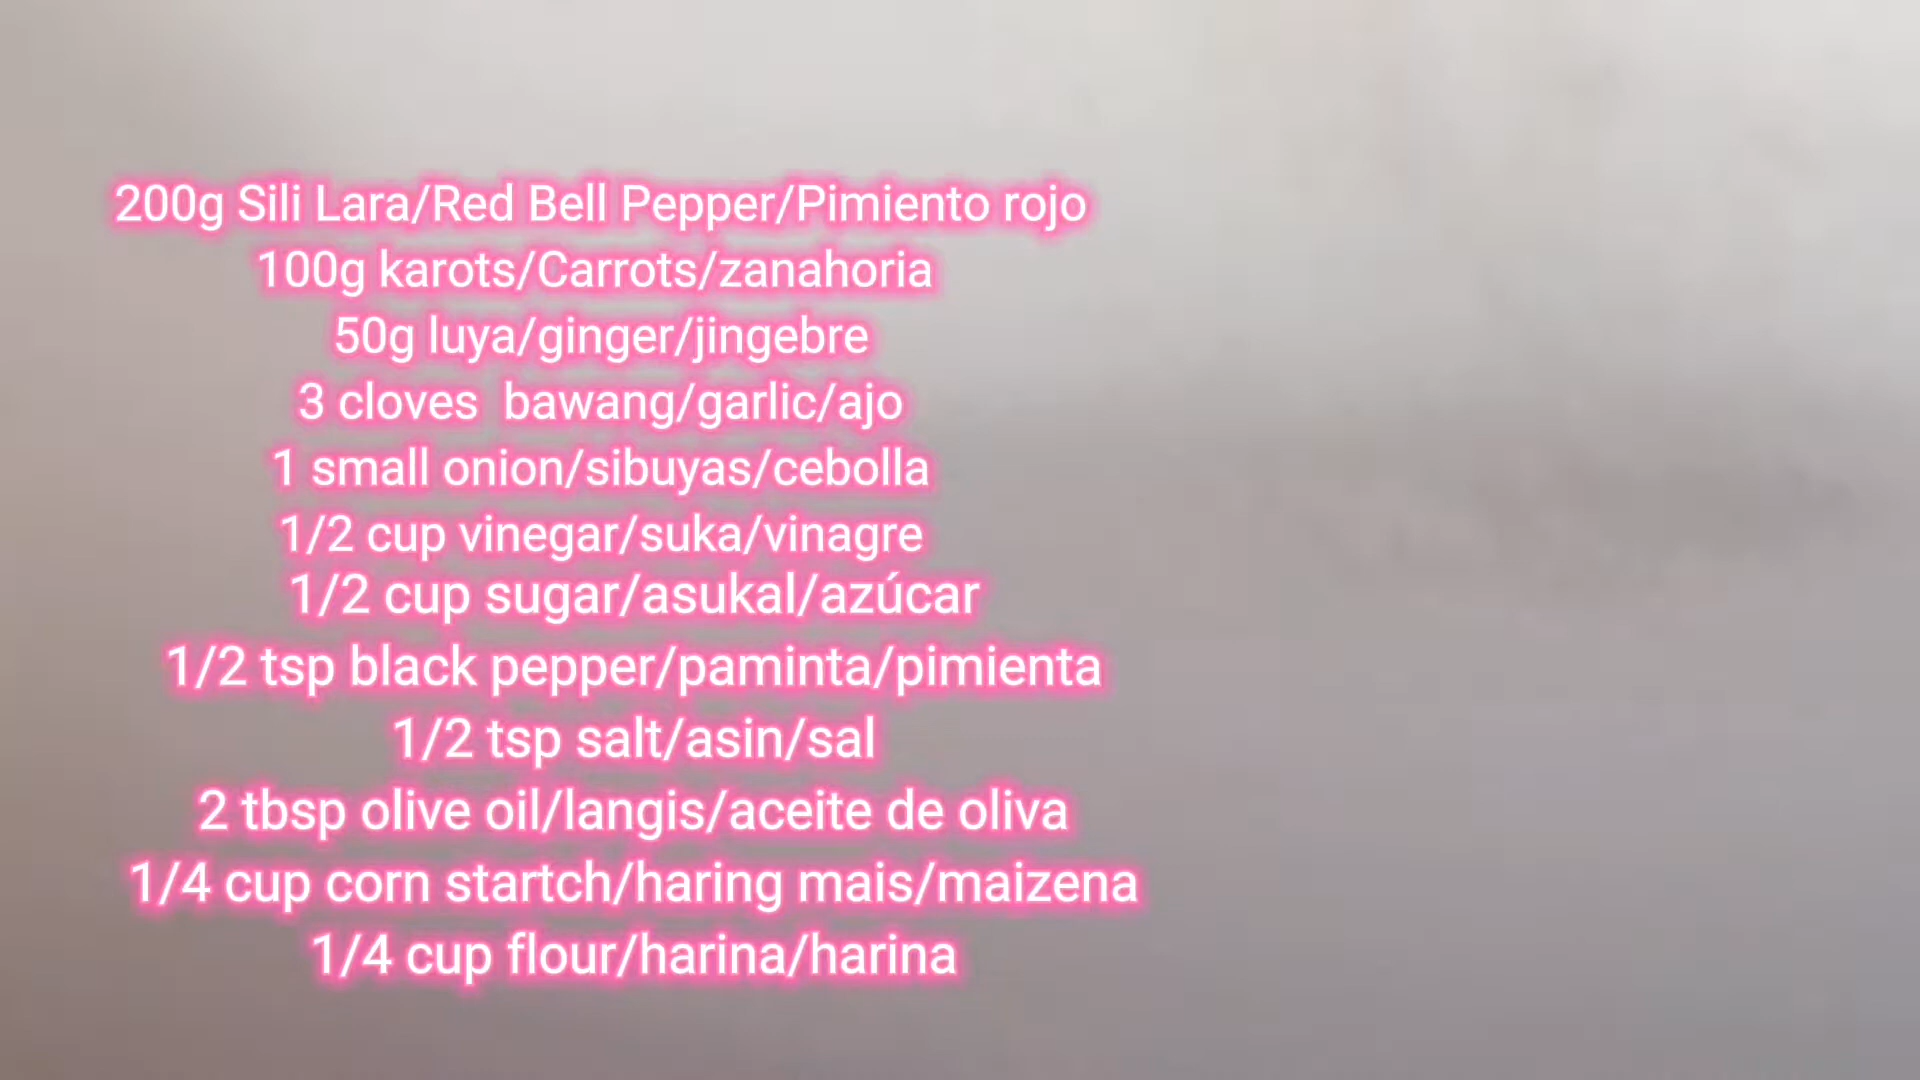 200g Sili Lara/Red Bell Pepper/Pimiento rojo
100g karots/Carrots/zanahoria
50g luya/ginger/jingebre
3 cloves  bawang/garlic/ajo
1 small onion/sibuyas/cebolla
1/2 cup vinegar/suka/vinagre
1/2 cup sugar/asukal/azúcar
1/2 tsp black pepper/paminta/pimienta
1/2 tsp salt/asin/sal
2 tbsp olive oil/langis/aceite de oliva
1/4 cup corn startch/haring mais/maizena
1/4 cup flour/harina/harina